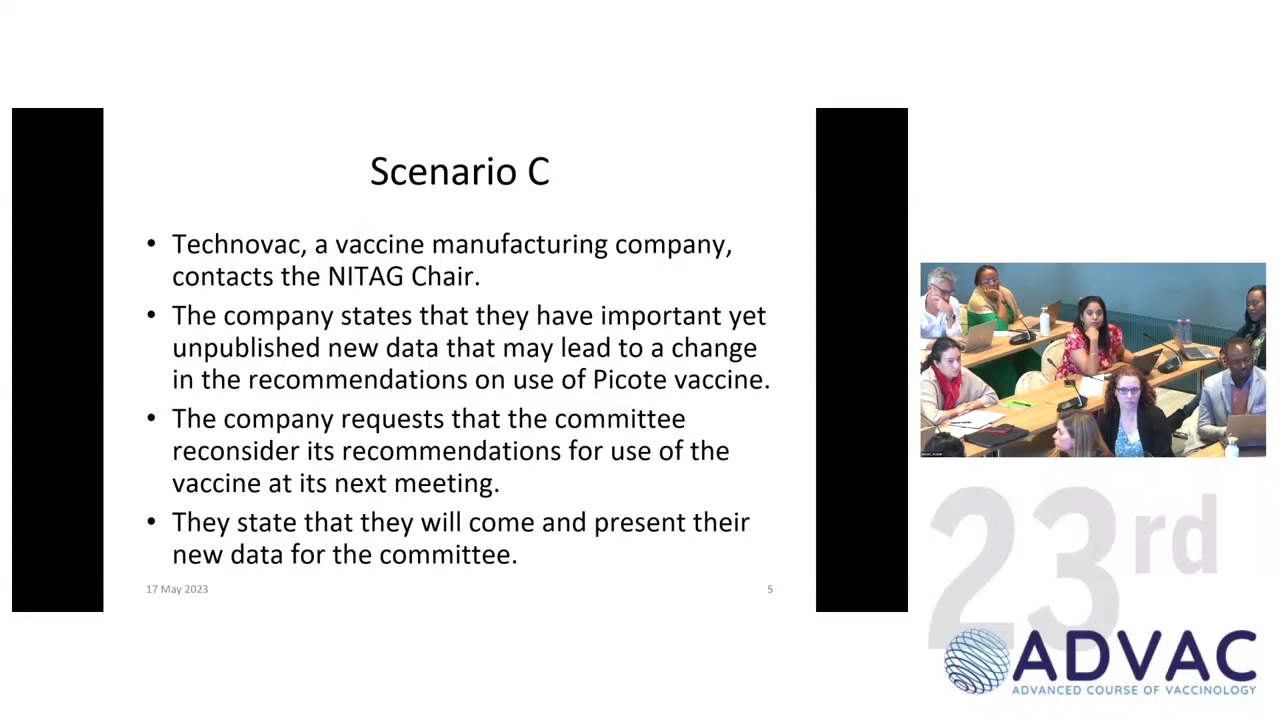 Scenario C
• Technovac, a vaccine manufacturing company,
contacts the NITAG Chair.
• The company states that they have important yet
unpublished new data that may lead to a change
in the recommendations on use of Picote vaccine.
• The company requests that the committee
reconsider its recommendations for use of the
vaccine at its next meeting.
• They state that they will come and present their
new data for the committee.
17 May 2023
5
23rd
ADVAC
ADVANCED COURSE OF VACCINOLOGY